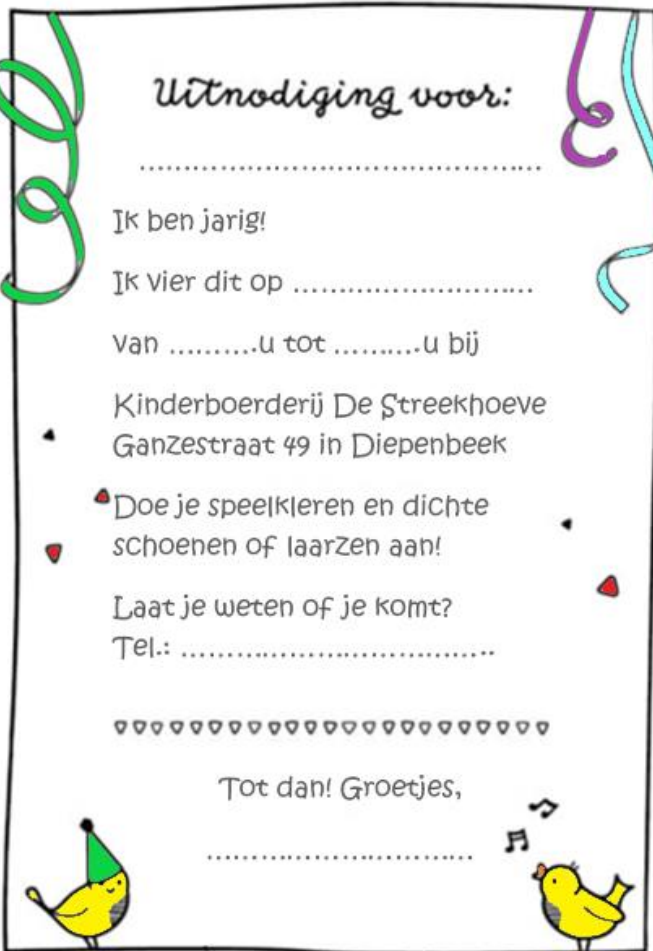 Uitnodiging voor:
...............................................
Ik ben jarig!
Ik vier dit op ............................
van ..........u tot ..........u bij
Kinderboerderij De Streekhoeve
Ganzestraat 49 in Diepenbeek
Doe je speelkleren en dichte
schoenen of laarzen aan!
Laat je weten of je komt?
Tel.: .....................................
Tot dan! Groetjes,
...............................